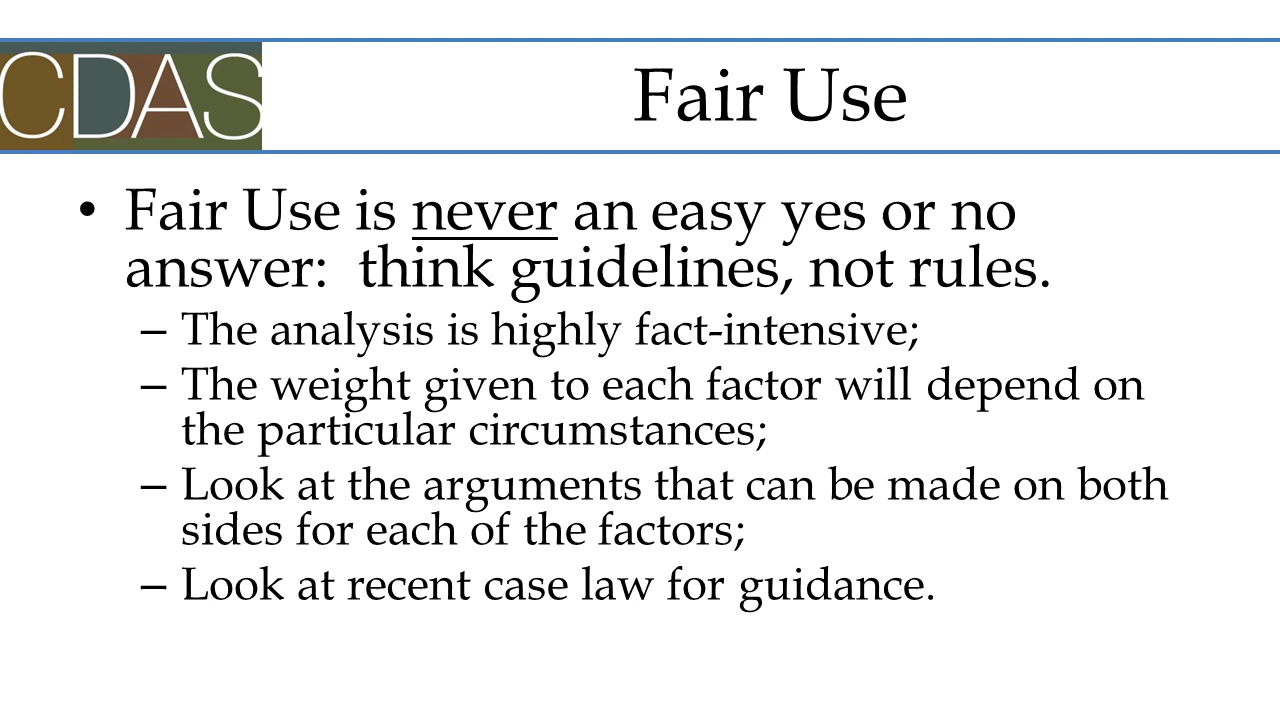 CDAS
Fair Use
• Fair Use is never an easy yes or no
answer:  think guidelines, not rules.
– The analysis is highly fact-intensive;
– The weight given to each factor will depend on
the particular circumstances;
– Look at the arguments that can be made on both
sides for each of the factors;
– Look at recent case law for guidance.